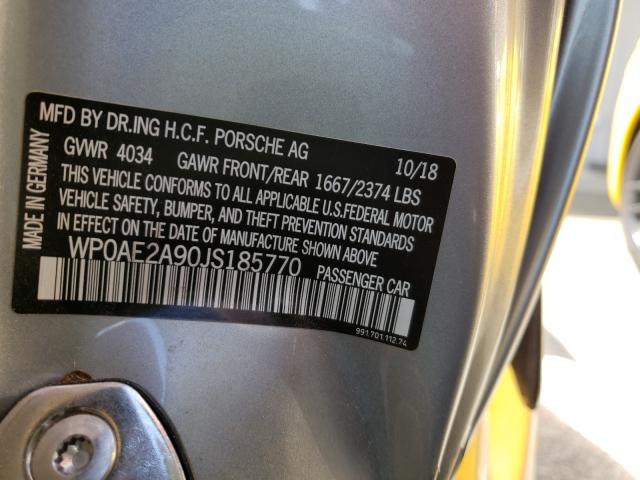 MFD BY DR.ING H.C.F. PORSCHE AG 10/18
GVWR 4034 GAWR FRONT/REAR 1667/2374 LBS
THIS VEHICLE CONFORMS TO ALL APPLICABLE U.S.FEDERAL MOTOR
VEHICLE SAFETY, BUMPER, AND THEFT PREVENTION STANDARDS
IN EFFECT ON THE DATE OF MANUFACTURE SHOWN ABOVE
WP0AE2A90JS185770 PASSENGER CAR
MADE IN GERMANY
991.701.112.74